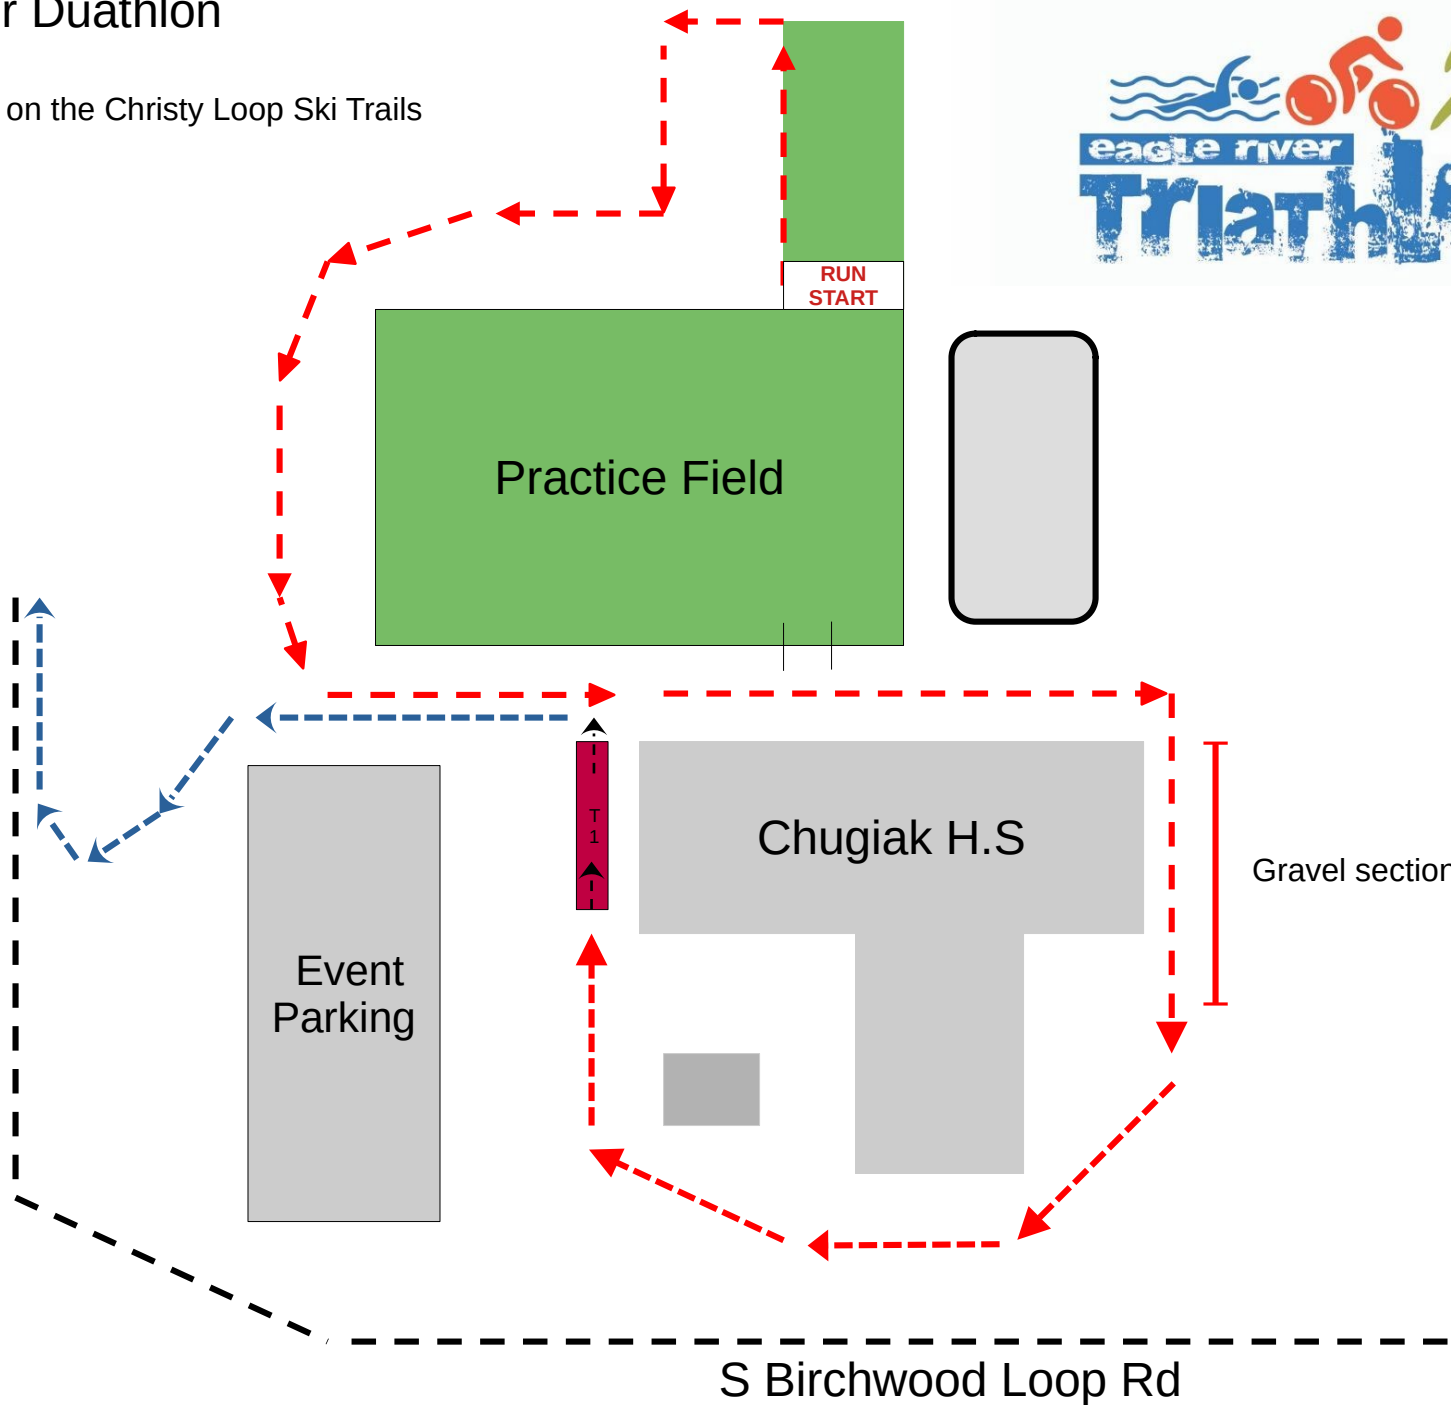 r Duathlon
on the Christy Loop Ski Trails
eagle river
Triathl
RUN
START
Practice Field
T
1
Chugiak H.S
Gravel section
Event
Parking
S Birchwood Loop Rd